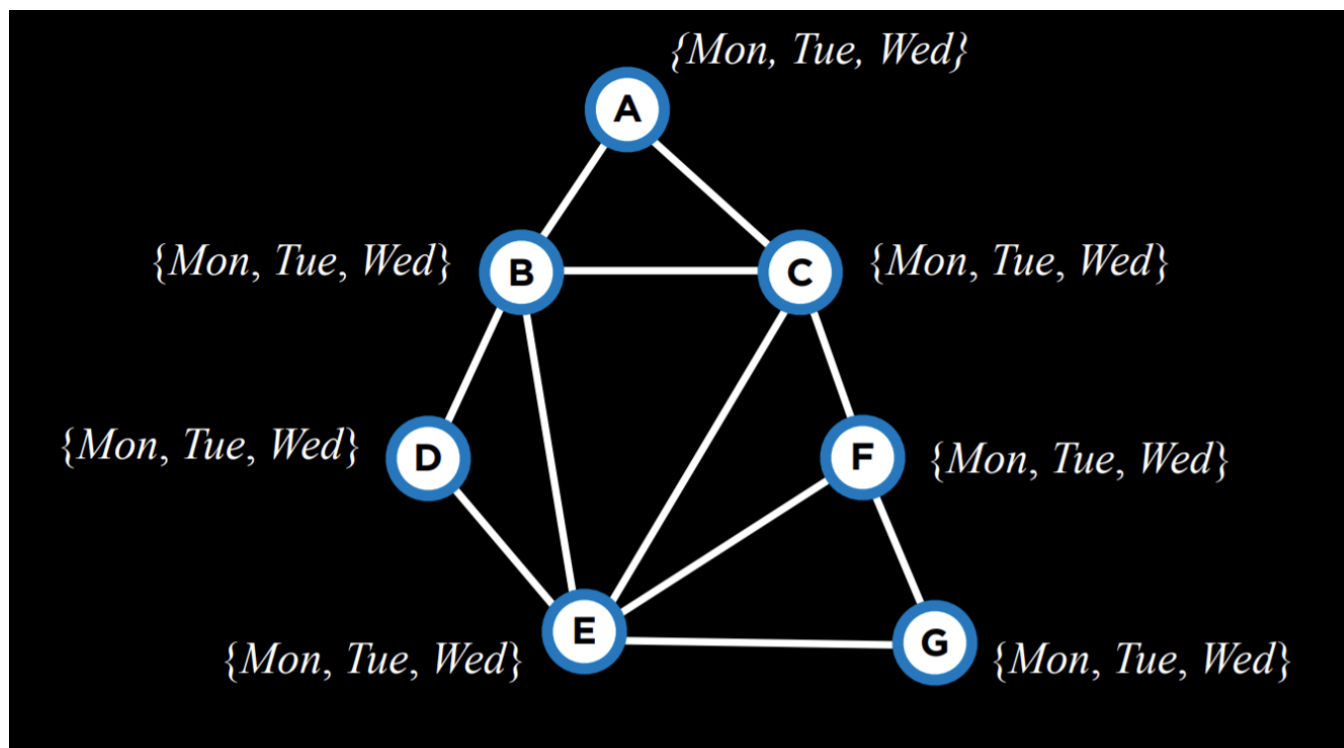 {Mon, Tue, Wed}
A
{Mon, Tue, Wed} B C {Mon, Tue, Wed}
{Mon, Tue, Wed} D F {Mon, Tue, Wed}
E
{Mon, Tue, Wed} G {Mon, Tue, Wed}